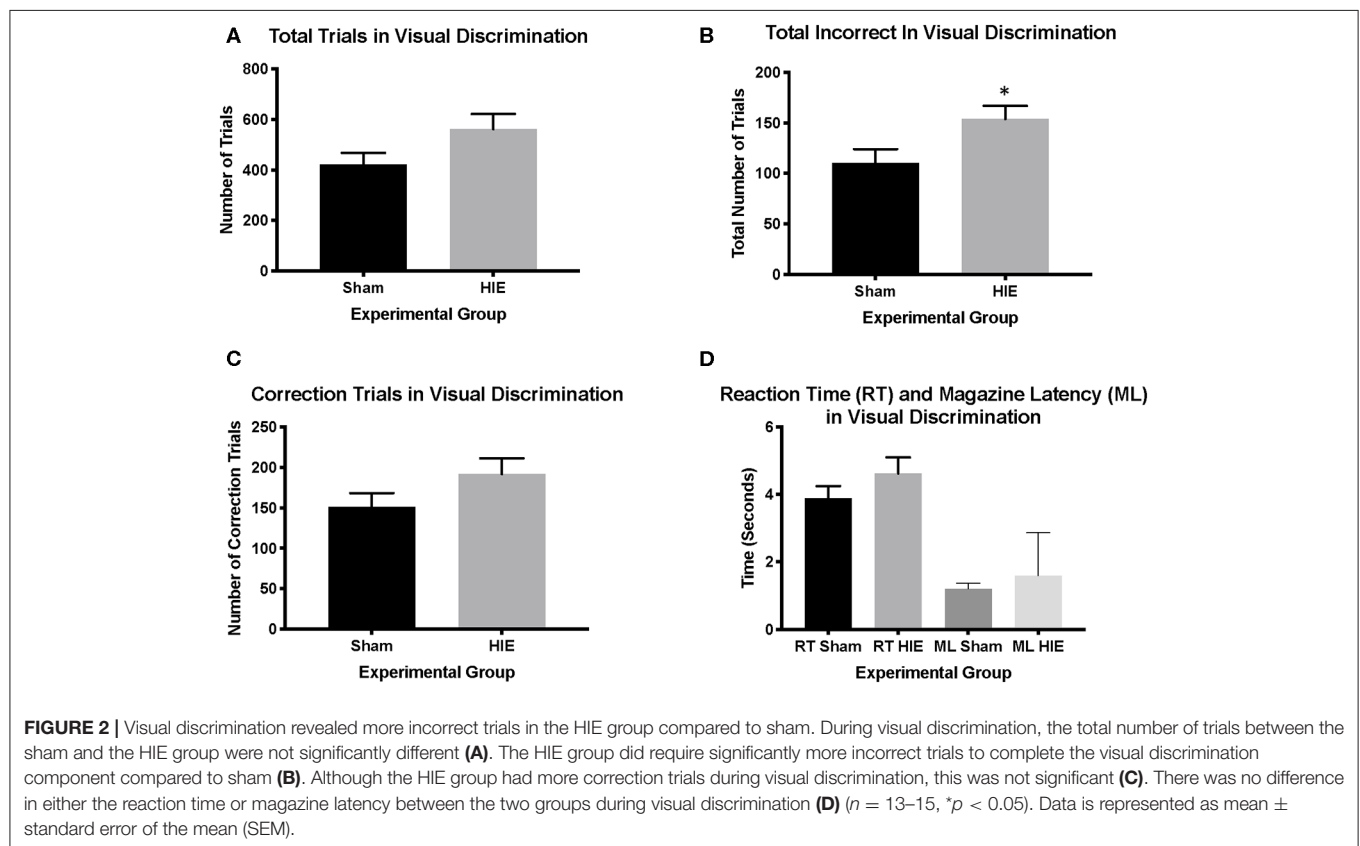 A Total Trials in Visual Discrimination
800
600
400
200
0
Number of Trials
Sham HIE
Experimental Group
B Total Incorrect In Visual Discrimination
200
150
100
50
0
Total Number of Trials
*
Sham HIE
Experimental Group
C
Correction Trials in Visual Discrimination
250
200
150
100
50
0
Number of Correction Trials
Sham HIE
Experimental Group
D
Reaction Time (RT) and Magazine Latency (ML)
in Visual Discrimination
6
4
2
0
Time (Seconds)
RT Sham RT HIE ML Sham ML HIE
Experimental Group
FIGURE 2 | Visual discrimination revealed more incorrect trials in the HIE group compared to sham. During visual discrimination, the total number of trials between the
sham and the HIE group were not significantly different (A). The HIE group did require significantly more incorrect trials to complete the visual discrimination
component compared to sham (B). Although the HIE group had more correction trials during visual discrimination, this was not significant (C). There was no difference
in either the reaction time or magazine latency between the two groups during visual discrimination (D) (n = 13–15, *p < 0.05). Data is represented as mean ±
standard error of the mean (SEM).